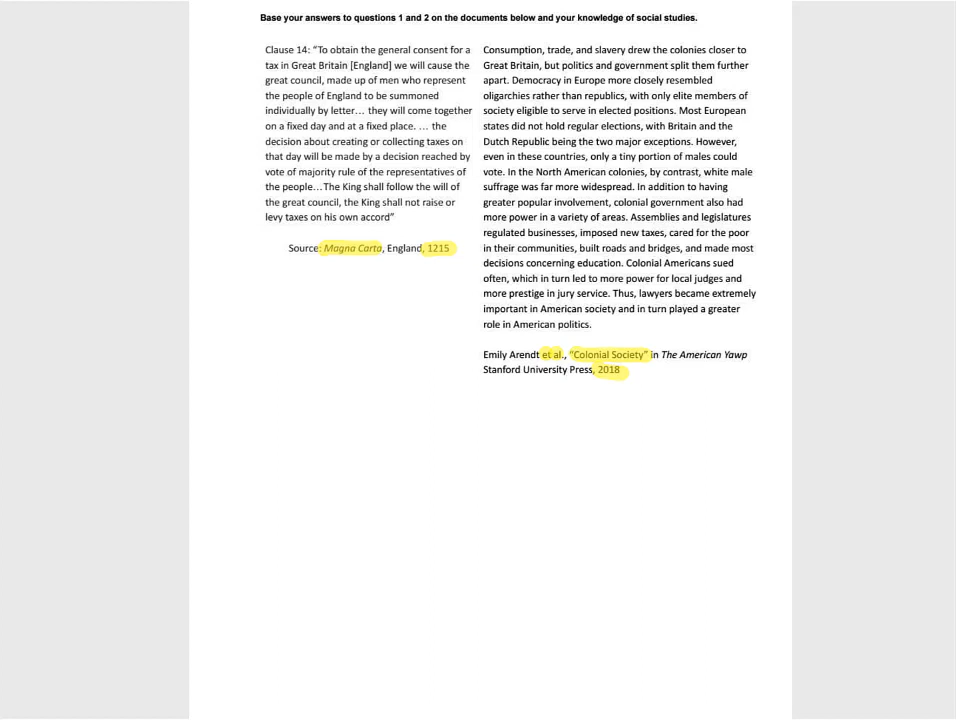 Base your answers to questions 1 and 2 on the documents below and your knowledge of social studies.
Clause 14: “To obtain the general consent for a
tax in Great Britain [England] we will cause the
great council, made up of men who represent
the people of England to be summoned
individually by letter… they will come together
on a fixed day and at a fixed place. … the
decision about creating or collecting taxes on
that day will be made by a decision reached by
vote of majority rule of the representatives of
the people…The King shall follow the will of
the great council, the King shall not raise or
levy taxes on his own accord”
Source: Magna Carta, England, 1215
Consumption, trade, and slavery drew the colonies closer to
Great Britain, but politics and government split them further
apart. Democracy in Europe more closely resembled
oligarchies rather than republics, with only elite members of
society eligible to serve in elected positions. Most European
states did not hold regular elections, with Britain and the
Dutch Republic being the two major exceptions. However,
even in these countries, only a tiny portion of males could
vote. In the North American colonies, by contrast, white male
suffrage was far more widespread. In addition to having
greater popular involvement, colonial government also had
more power in a variety of areas. Assemblies and legislatures
regulated businesses, imposed new taxes, cared for the poor
in their communities, built roads and bridges, and made most
decisions concerning education. Colonial Americans sued
often, which in turn led to more power for local judges and
more prestige in jury service. Thus, lawyers became extremely
important in American society and in turn played a greater
role in American politics.
Emily Arendt et al., “Colonial Society” in The American Yawp
Stanford University Press, 2018